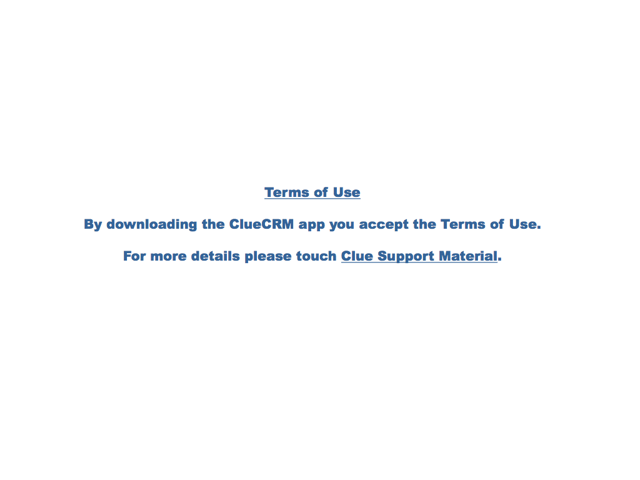 Terms of Use
By downloading the ClueCRM app you accept the Terms of Use.
For more details please touch Clue Support Material.